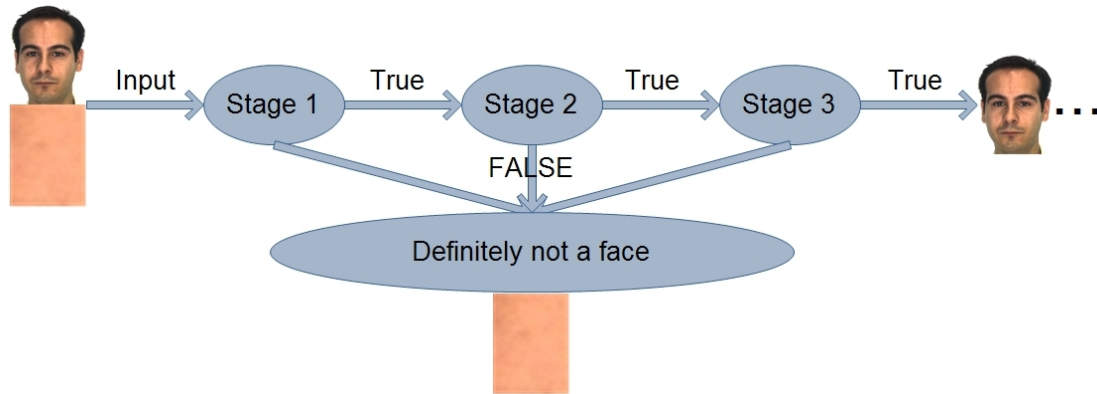 Input
Stage 1
True
Stage 2
True
Stage 3
True
...
FALSE
Definitely not a face